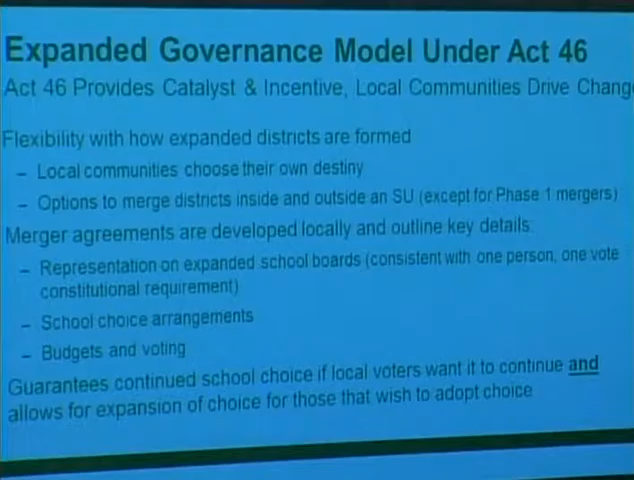 Expanded Governance Model Under Act 46
Act 46 Provides Catalyst & Incentive, Local Communities Drive Chang
Flexibility with how expanded districts are formed
– Local communities choose their own destiny
– Options to merge districts inside and outside an SU (except for Phase 1 mergers)
Merger agreements are developed locally and outline key details:
– Representation on expanded school boards (consistent with one person, one vote
constitutional requirement)
– School choice arrangements
– Budgets and voting
Guarantees continued school choice if local voters want it to continue and
allows for expansion of choice for those that wish to adopt choice